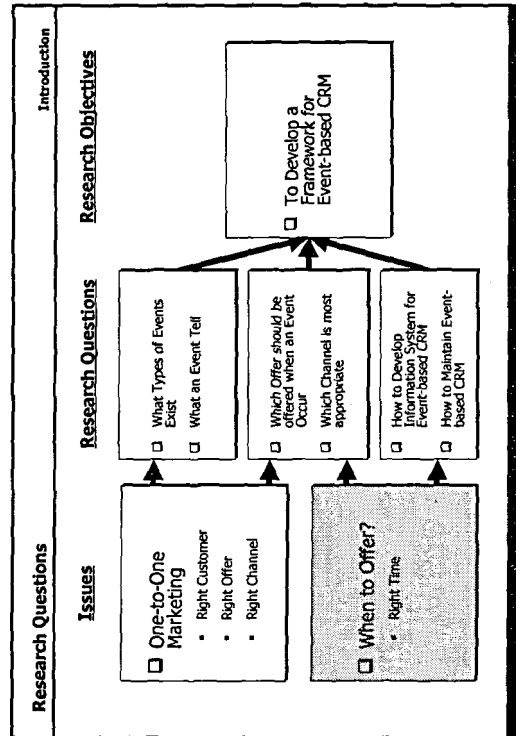 Research Questions
Introduction
Issues
Research Questions
Research Objectives
One-to-One
Marketing
• Right Customer
• Right Offer
• Right Channel
When to Offer?
• Right Time
What Types of Events
Exist
What an Event Tell
Which Offer should be
offered when an Event
Occur
Which Channel is most
appropriate
How to Develop
Information System for
Event-based CRM
How to Maintain Event-
based CRM
To Develop a
Framework for
Event-based CRM